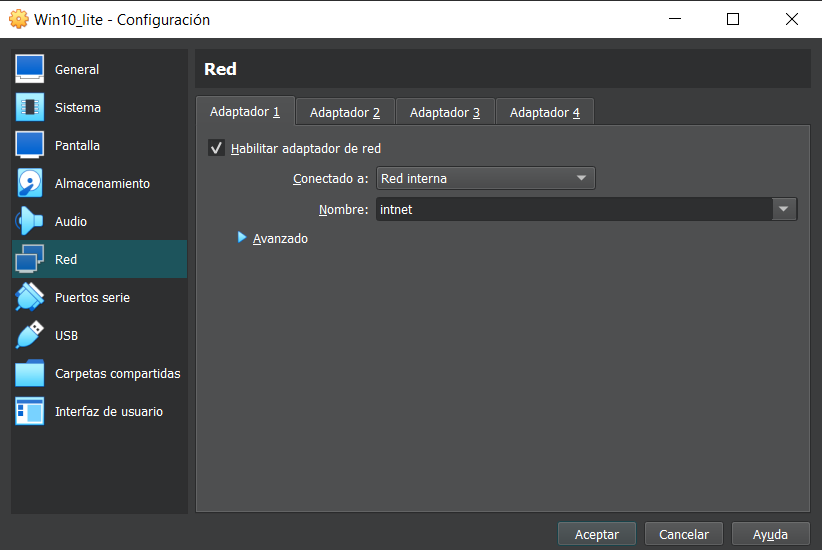 Win10_lite - Configuración
General
Sistema
Pantalla
Almacenamiento
Audio
Red
Puertos serie
USB
Carpetas compartidas
Interfaz de usuario
Red
Adaptador 1 Adaptador 2 Adaptador 3 Adaptador 4
Habilitar adaptador de red
Conectado a: Red interna
Nombre: intnet
Avanzado
Aceptar Cancelar Ayuda